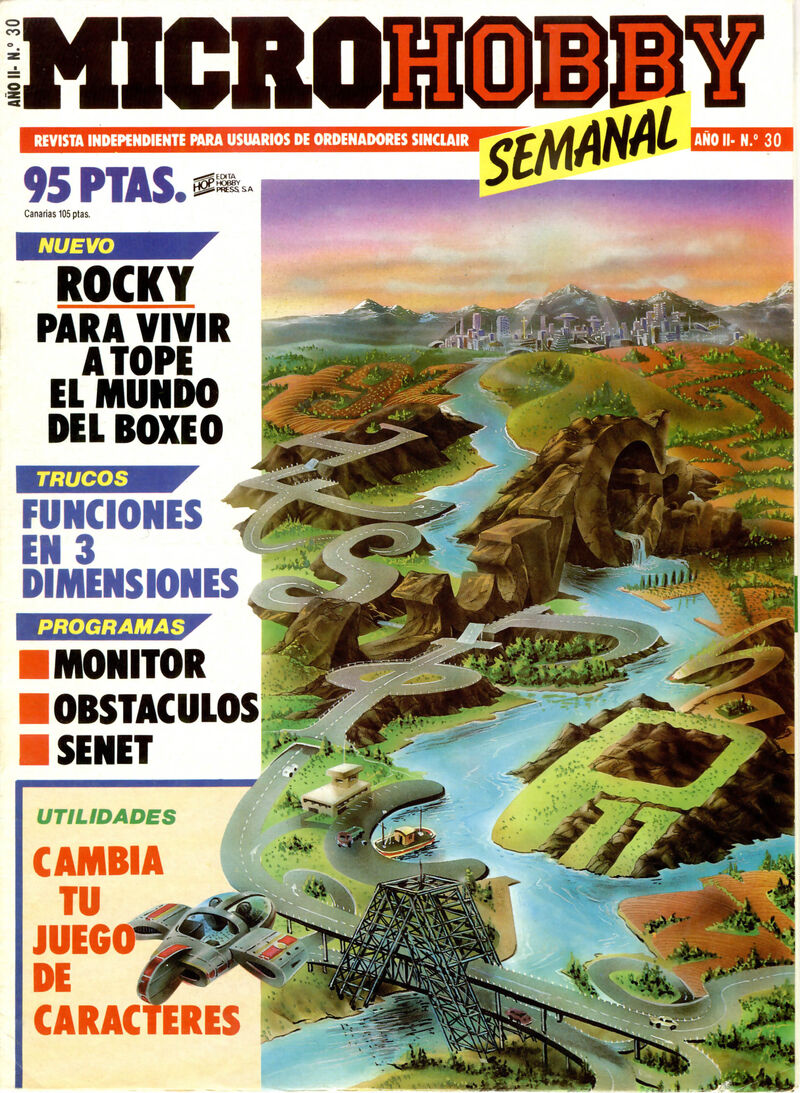 AÑO II- N.º 30
MICROHOBBY
REVISTA INDEPENDIENTE PARA USUARIOS DE ORDENADORES SINCLAIR
SEMANAL
AÑO II- N.º 30
95 PTAS.
Canarias 105 ptas.
HOP
EDITA
HOBBY
PRESS, S.A.
NUEVO
ROCKY
PARA VIVIR
A TOPE
EL MUNDO
DEL BOXEO
TRUCOS
FUNCIONES
EN 3
DIMENSIONES
PROGRAMAS
MONITOR
OBSTACULOS
SENET
UTILIDADES
CAMBIA
TU
JUEGO
DE
CARACTERES